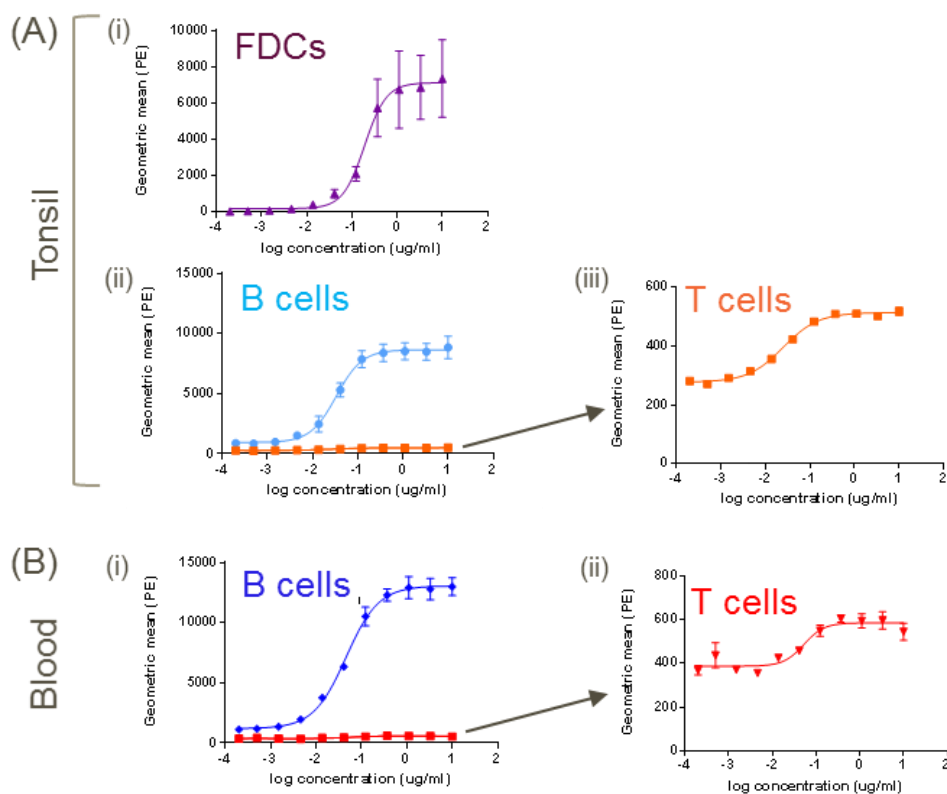 (A)
Tonsil
(i)
FDCs
Geometric mean (PE)
10000
8000
6000
4000
2000
0
-4 -3 -2 -1 0 1 2
log concentration (ug/ml)
(ii)
B cells
Geometric mean (PE)
15000
10000
5000
0
-4 -3 -2 -1 0 1 2
log concentration (ug/ml)
(iii)
T cells
Geometric mean (PE)
600
400
200
0
-4 -3 -2 -1 0 1 2
log concentration (ug/ml)
(B)
Blood
(i)
B cells
Geometric mean (PE)
15000
10000
5000
0
-4 -3 -2 -1 0 1 2
log concentration (ug/ml)
(ii)
T cells
Geometric mean (PE)
800
600
400
200
0
-4 -3 -2 -1 0 1 2
log concentration (ug/ml)